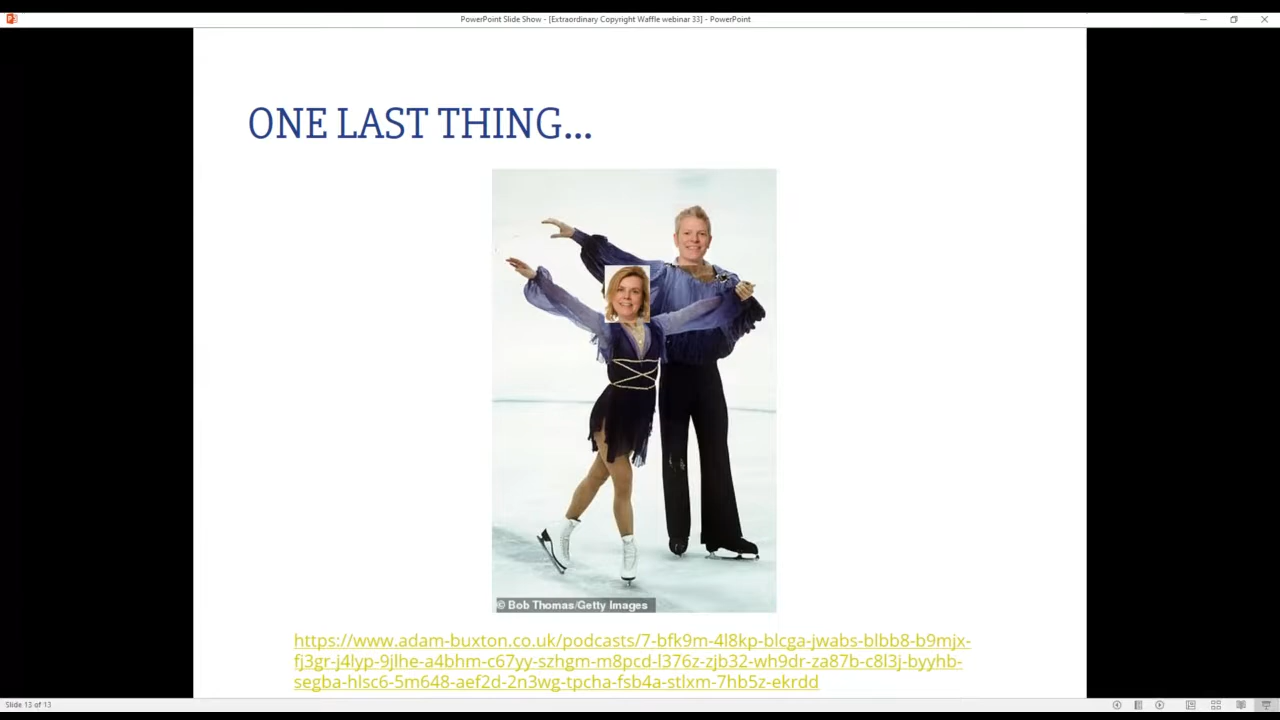 PowerPoint Slide Show - [Extraordinary Copyright Waffle webinar 33] - PowerPoint
ONE LAST THING...
© Bob Thomas/Getty Images
https://www.adam-buxton.co.uk/podcasts/7-bfk9m-4l8kp-blcga-jwabs-blbb8-b9mjx-
fj3gr-j4lyp-9jlhe-a4bhm-c67yy-szhgm-m8pcd-l376z-zjb32-wh9dr-za87b-c8l3j-byyhb-
segba-hlsc6-5m648-aef2d-2n3wg-tpcha-fsb4a-stlxm-7hb5z-ekrdd
Slide 13 of 13